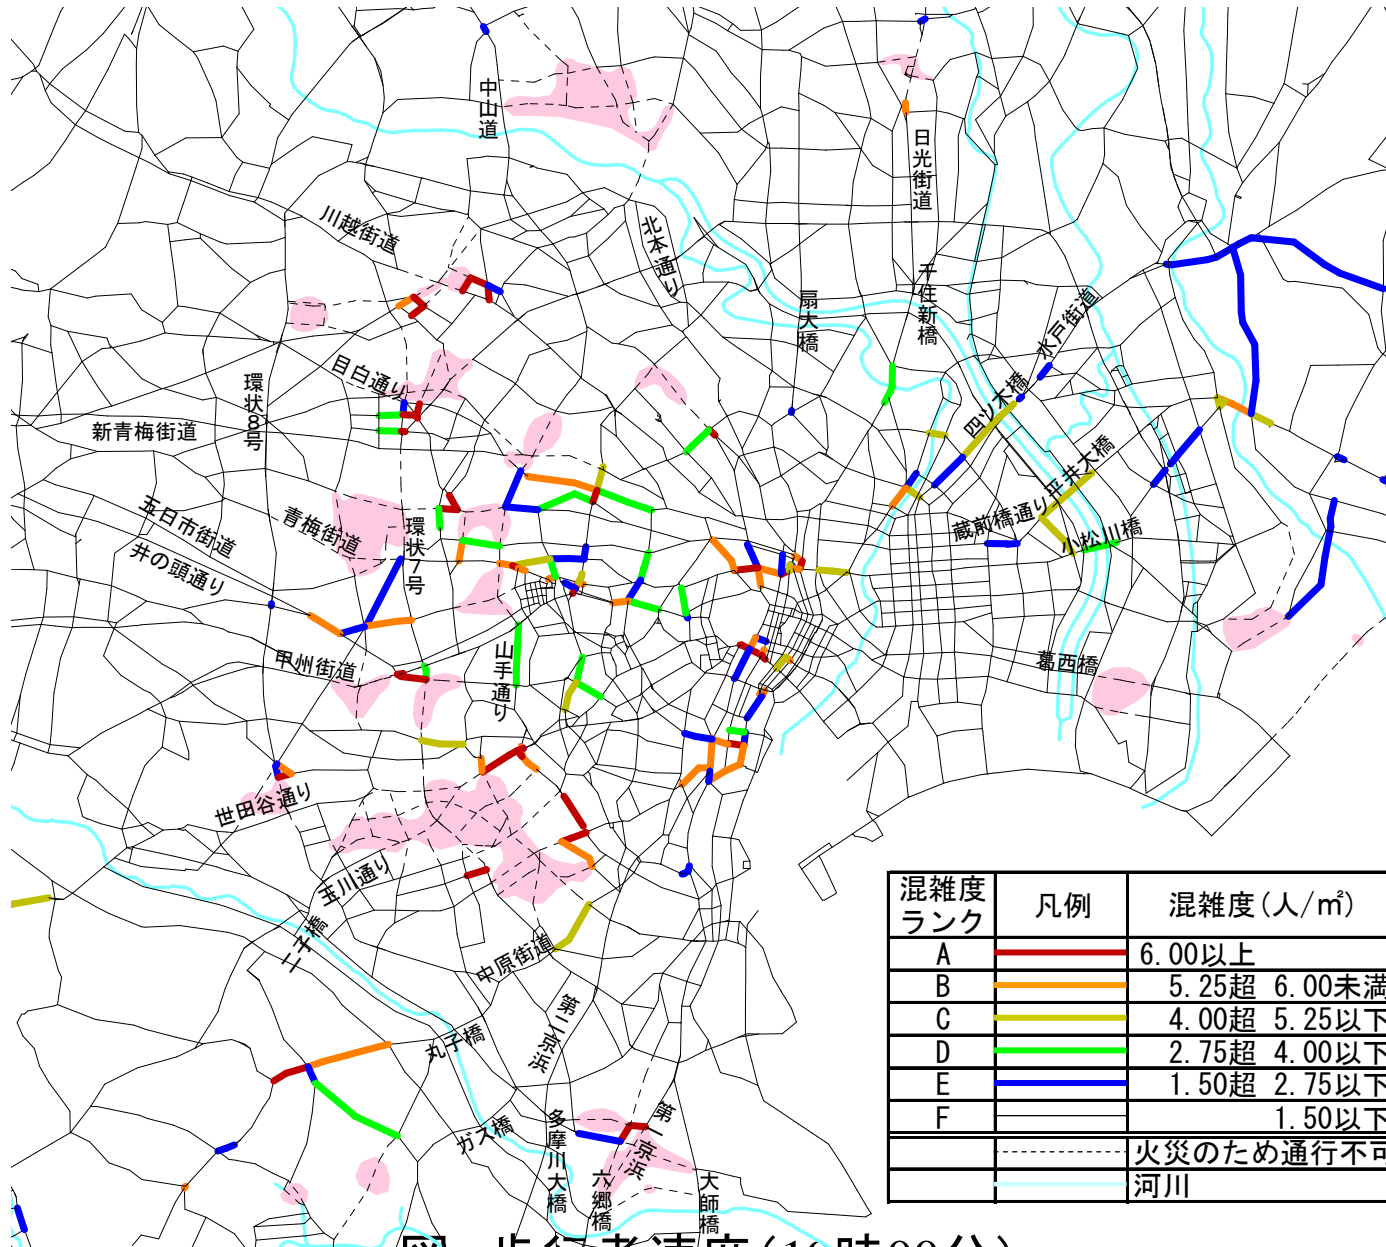 中山道
日光街道
川越街道
北本通り
扇大橋
千住新橋
水戸街道
目白通り
環状8号
新青梅街道
四ツ木橋
平井大橋
五日市街道
青梅街道
環状7号
井の頭通り
蔵前橋通り
小松川橋
甲州街道
山手通り
葛西橋
世田谷通り
玉川通り
二子橋
中原街道
第二京浜
丸子橋
ガス橋
多摩川大橋
六郷橋
第一京浜
大師橋
混雑度ランク 凡例 混雑度(人/㎡)
A 6.00以上
B 5.25超 6.00未満
C 4.00超 5.25以下
D 2.75超 4.00以下
E 1.50超 2.75以下
F 1.50以下
火災のため通行不可
河川